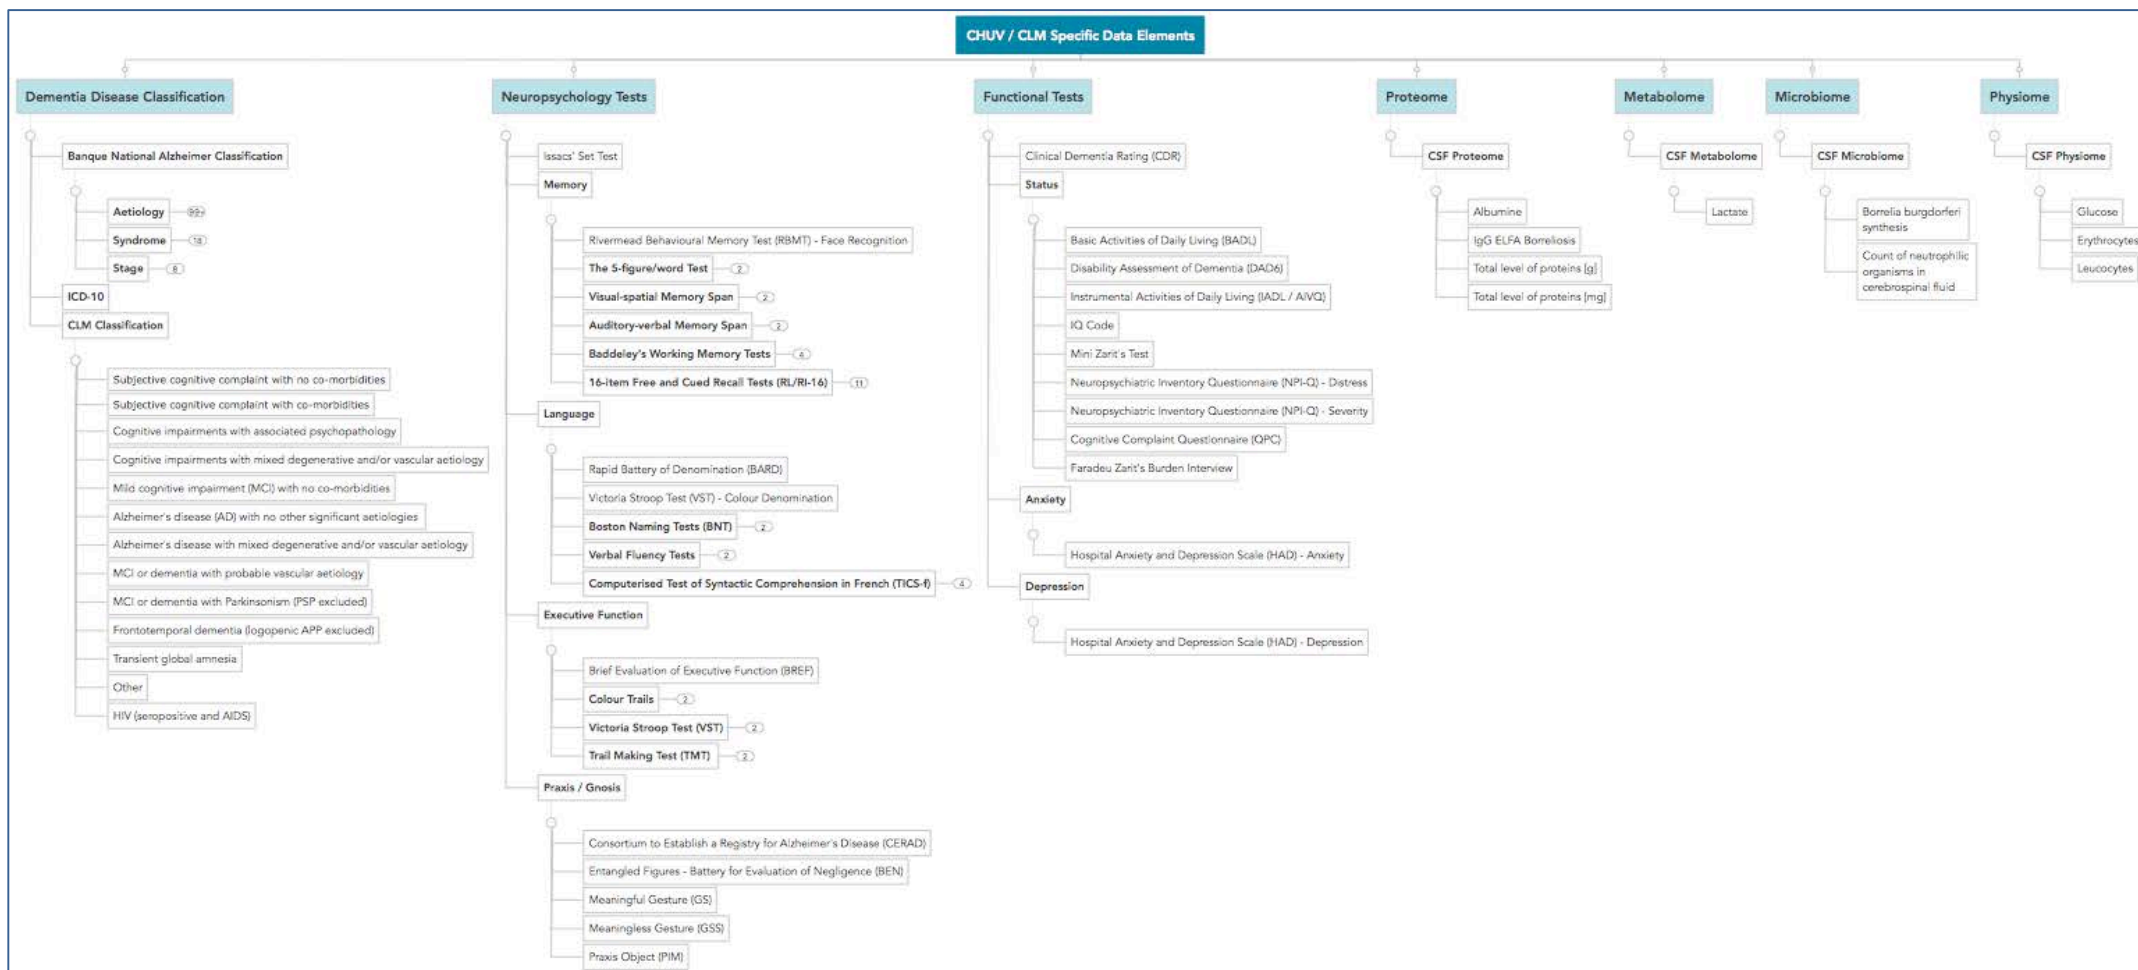 CHUV / CLM Specific Data Elements
Dementia Disease Classification
Banque National Alzheimer Classification
Aetiology
99+
Syndrome
Stage
8
ICD-10
CLM Classification
Subjective cognitive complaint with no co-morbidities
Subjective cognitive complaint with co-morbidities
Cognitive impairments with associated psychopathology
Cognitive impairments with mixed degenerative and/or vascular aetiology
Mild cognitive impairment (MCI) with no co-morbidities
Alzheimer's disease (AD) with no other significant aetiologies
Alzheimer's disease with mixed degenerative and/or vascular aetiology
MCI or dementia with probable vascular aetiology
MCI or dementia with Parkinsonism (PSP excluded)
Frontotemporal dementia (logopenic APP excluded)
Transient global amnesia
Other
HIV (seropositive and AIDS)
Neuropsychology Tests
Issacs' Set Test
Memory
Rivermead Behavioural Memory Test (RBMT) - Face Recognition
The 5-figure/word Test
2
Visual-spatial Memory Span
2
Auditory-verbal Memory Span
2
Baddeley's Working Memory Tests
16-item Free and Cued Recall Tests (RL/RI-16)
11
Language
Rapid Battery of Denomination (BARD)
Victoria Stroop Test (VST) - Colour Denomination
Boston Naming Tests (BNT)
2
Verbal Fluency Tests
2
Computerised Test of Syntactic Comprehension in French (TICS-f)
4
Executive Function
Brief Evaluation of Executive Function (BREF)
Colour Trails
2
Victoria Stroop Test (VST)
2
Trail Making Test (TMT)
2
Praxis / Gnosis
Consortium to Establish a Registry for Alzheimer's Disease (CERAD)
Entangled Figures - Battery for Evaluation of Negligence (BEN)
Meaningful Gesture (GS)
Meaningless Gesture (GSS)
Praxis Object (PIM)
Functional Tests
Clinical Dementia Rating (CDR)
Status
Basic Activities of Daily Living (BADL)
Disability Assessment of Dementia (DAD6)
Instrumental Activities of Daily Living (IADL / AIVQ)
IQ Code
Mini Zarit's Test
Neuropsychiatric Inventory Questionnaire (NPI-Q) - Distress
Neuropsychiatric Inventory Questionnaire (NPI-Q) - Severity
Cognitive Complaint Questionnaire (QPC)
Faradeu Zarit's Burden Interview
Anxiety
Hospital Anxiety and Depression Scale (HAD) - Anxiety
Depression
Hospital Anxiety and Depression Scale (HAD) - Depression
Proteome
CSF Proteome
Albumine
IgG ELFA Borreliosis
Total level of proteins [g]
Total level of proteins [mg]
Metabolome
CSF Metabolome
Lactate
Microbiome
CSF Microbiome
Borrelia burgdorferi
synthesis
Count of neutrophilic
organisms in
cerebrospinal fluid
Physiome
CSF Physiome
Glucose
Erythrocytes
Leucocytes